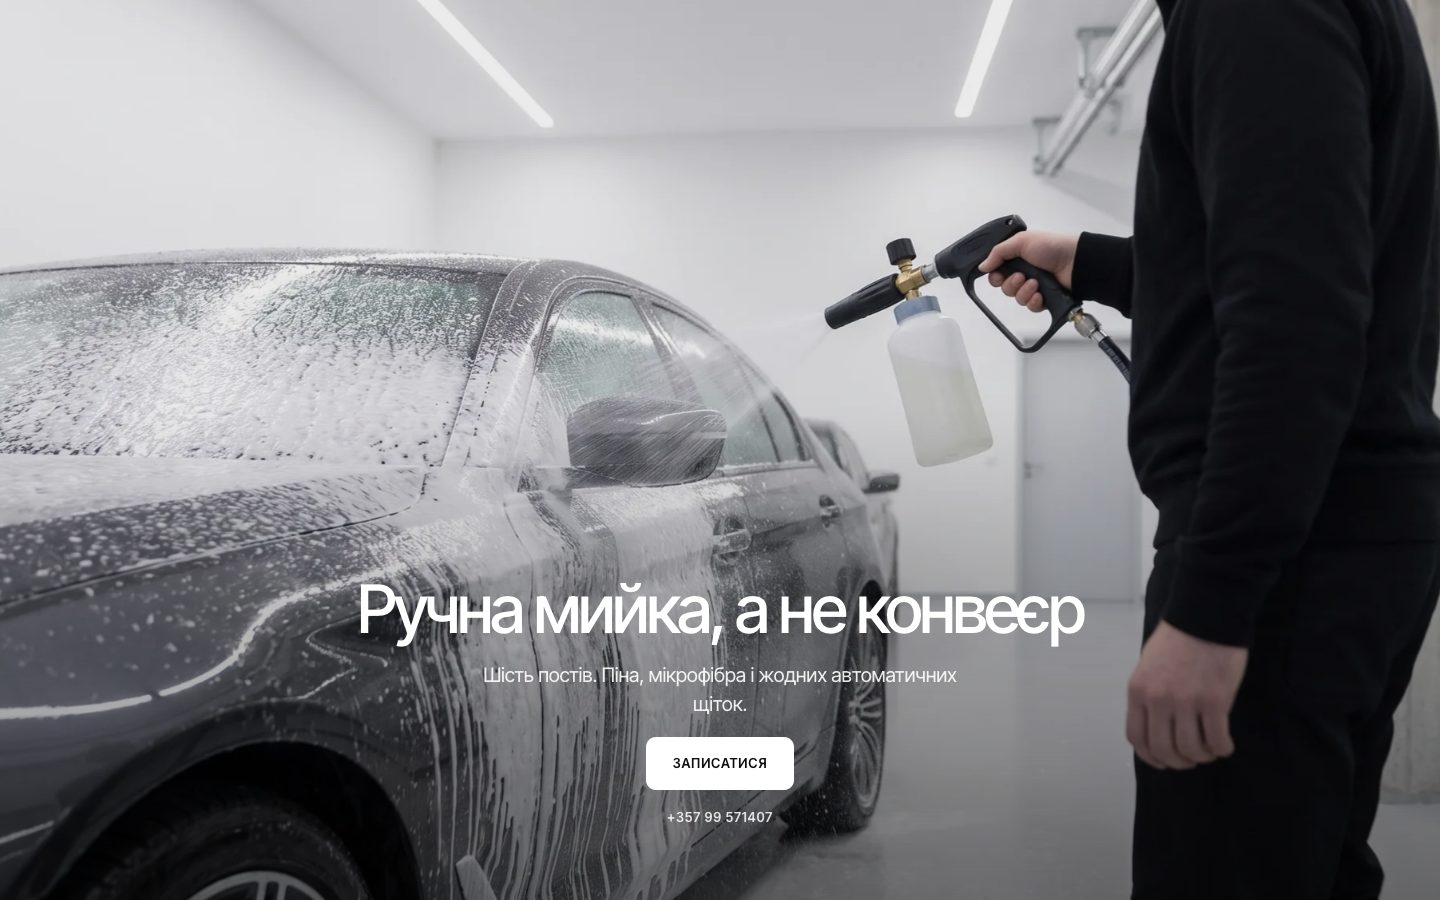 Ручна мийка, а не конвеєр
Шість постів. Піна, мікрофібра і жодних автоматичних
щіток.
ЗАПИСАТИСЯ
+357 99 571407